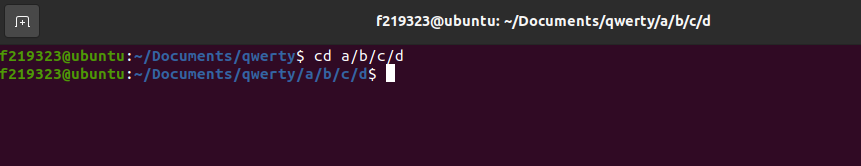 f219323@ubuntu: ~/Documents/qwerty/a/b/c/d
f219323@ubuntu:~/Documents/qwerty$ cd a/b/c/d
f219323@ubuntu:~/Documents/qwerty/a/b/c/d$